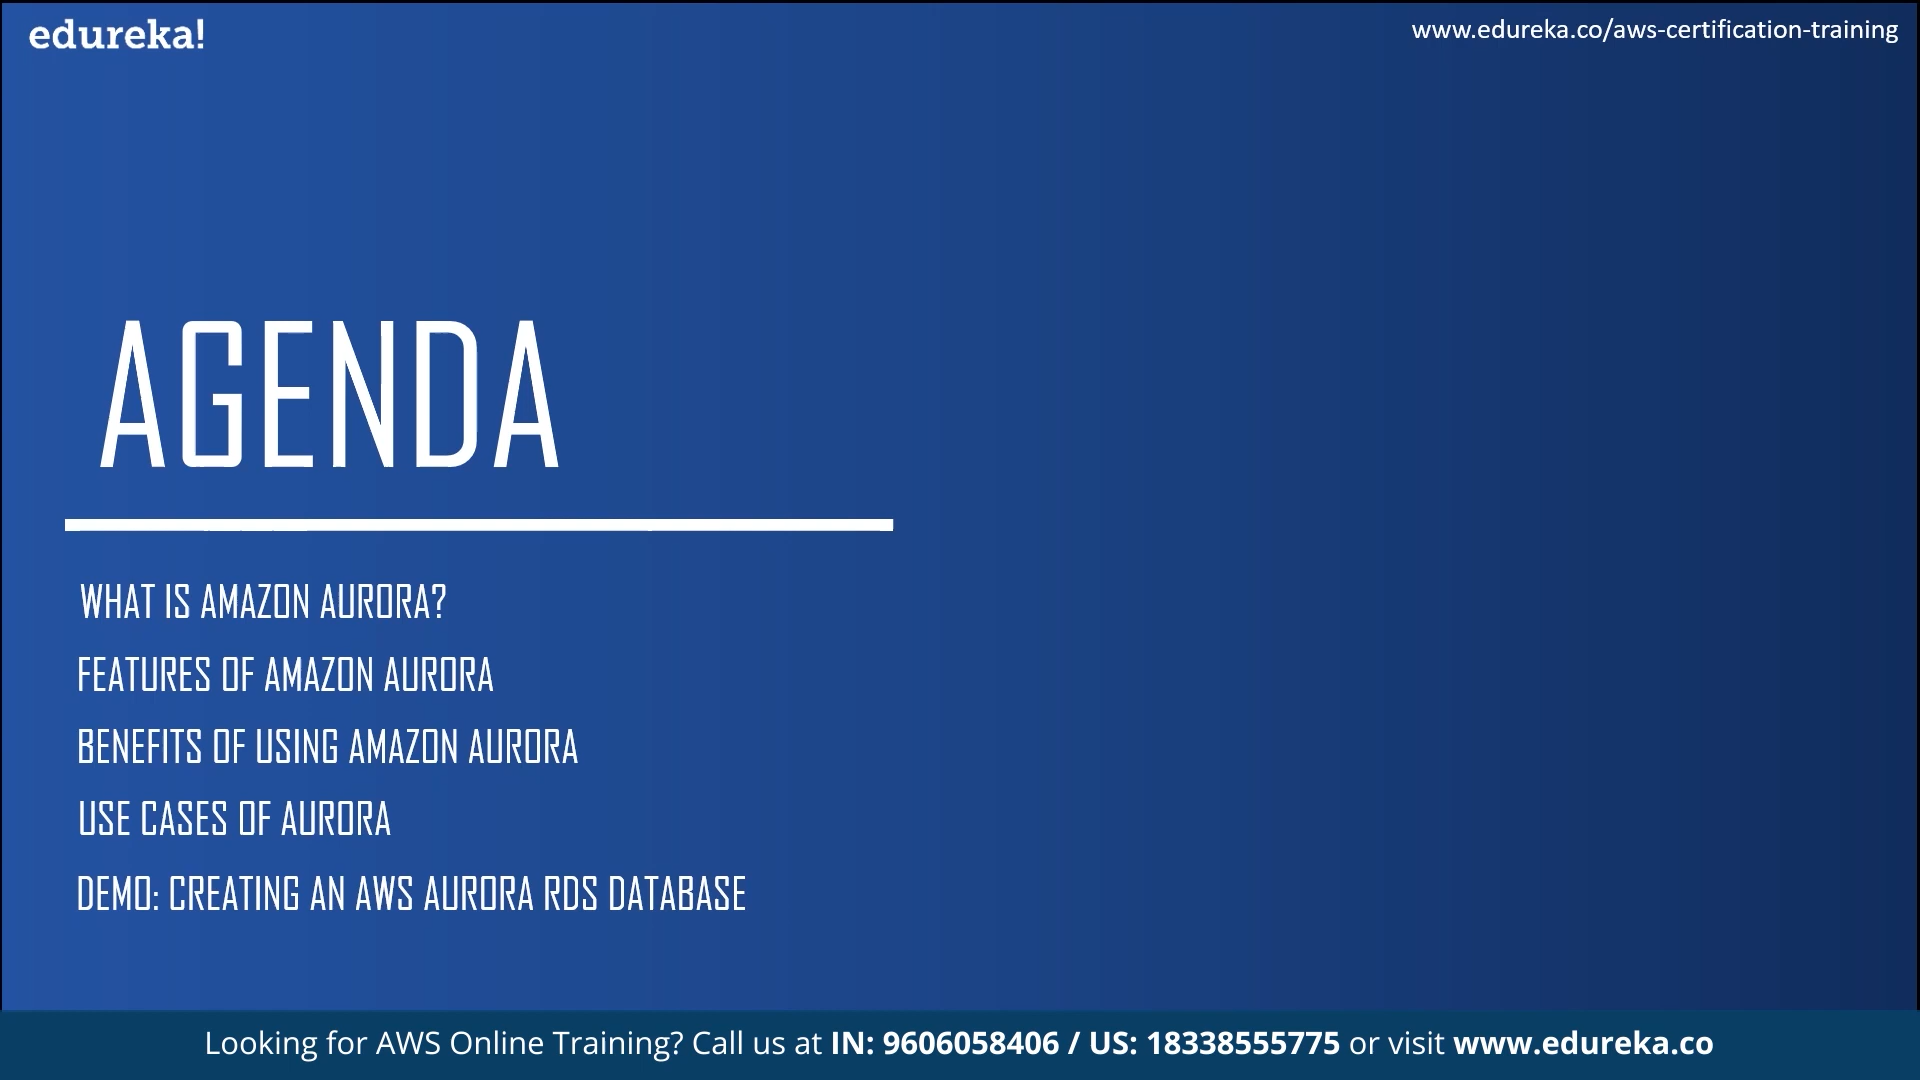 edureka!
www.edureka.co/aws-certification-training
AGENDA
WHAT IS AMAZON AURORA?
FEATURES OF AMAZON AURORA
BENEFITS OF USING AMAZON AURORA
USE CASES OF AURORA
DEMO: CREATING AN AWS AURORA RDS DATABASE
Looking for AWS Online Training? Call us at IN: 9606058406 / US: 18338555775 or visit www.edureka.co